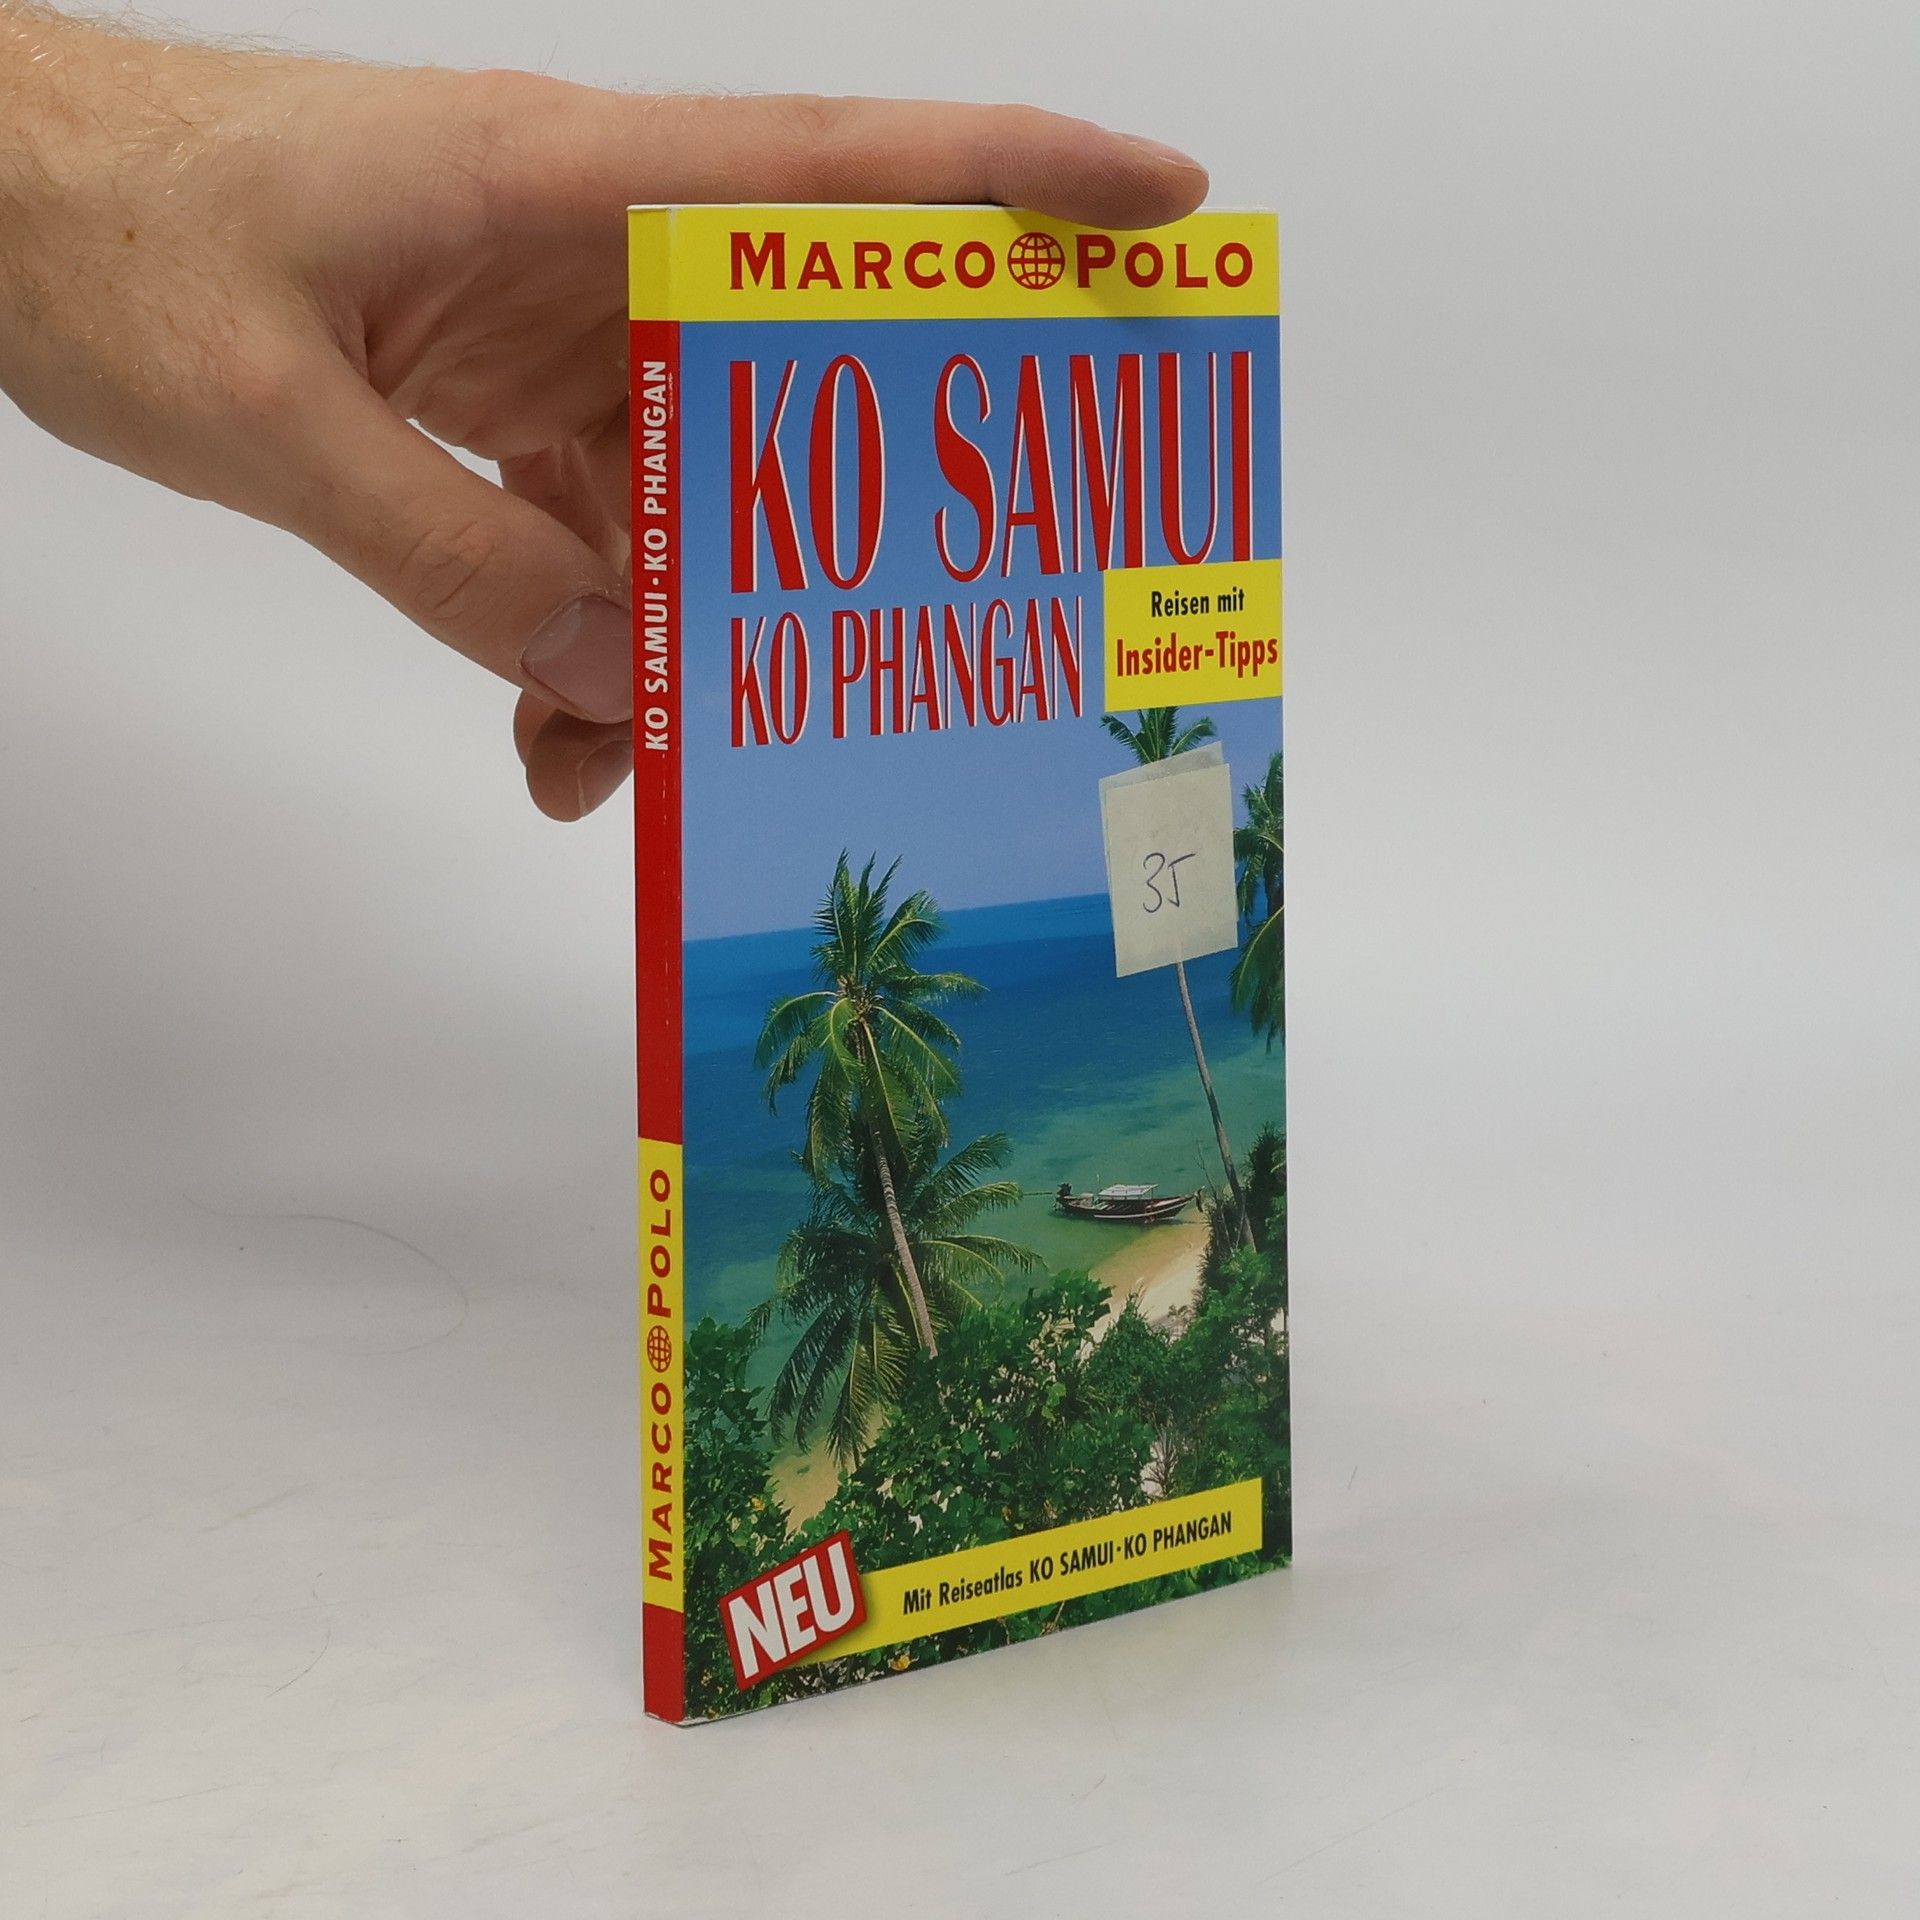 MARCO POLO
KO SAMUI
KO PHANGAN
Reisen mit
Insider-Tipps
35
NEU
Mit Reiseatlas KO SAMUI·KO PHANGAN
KO SAMUI·KO PHANGAN
MARCO POLO